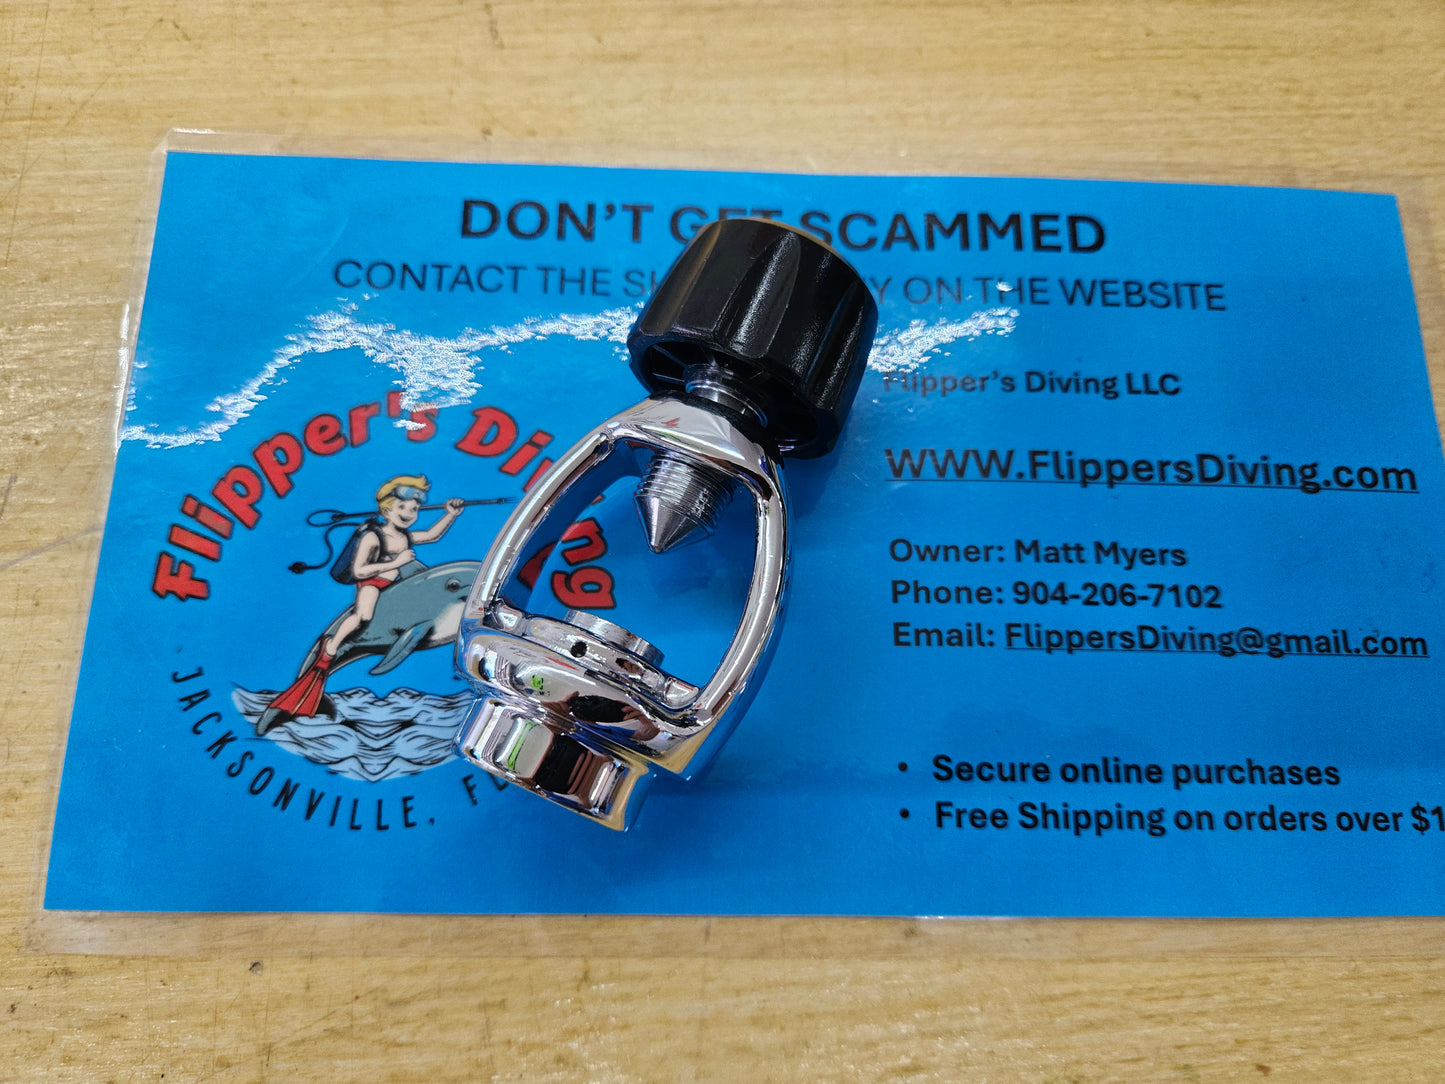 DON'T GET SCAMMED
CONTACT THE ON THE WEBSITE
Flipper's Diving
JACKSONVILLE,
Flipper's Diving LLC
WWW.FlippersDiving.com
Owner: Matt Myers
Phone: 904-206-7102
Email: FlippersDiving@gmail.com
• Secure online purchases
• Free Shipping on orders over